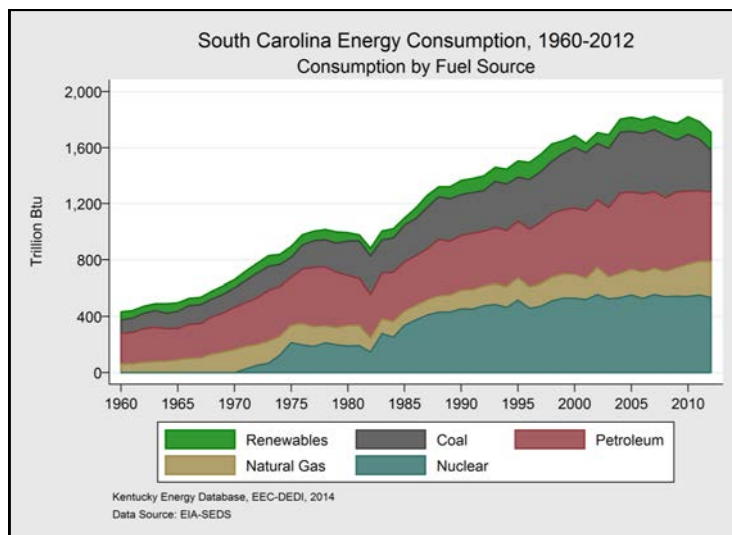 South Carolina Energy Consumption, 1960-2012
Consumption by Fuel Source
Trillion Btu
2,000
1,600
1,200
800
400
0
1960 1965 1970 1975 1980 1985 1990 1995 2000 2005 2010
Renewables Coal Petroleum
Natural Gas Nuclear
Kentucky Energy Database, EEC-DEDI, 2014
Data Source: EIA-SEDS